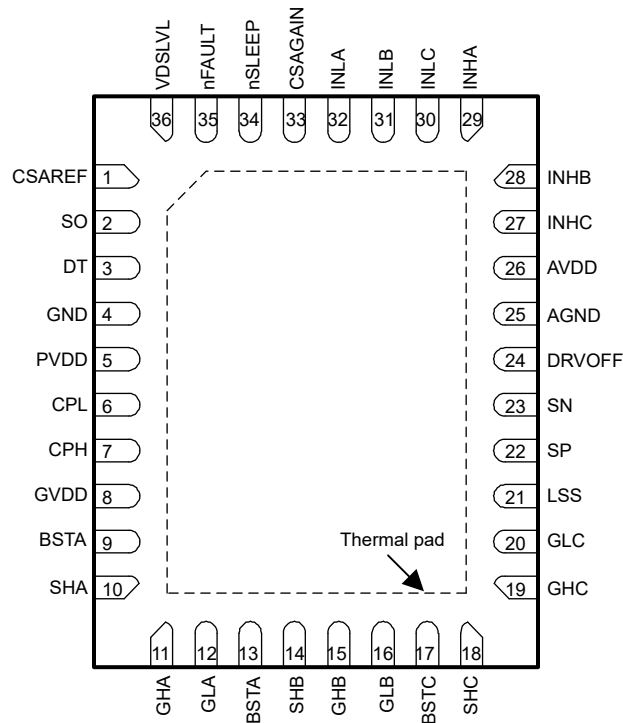 VDSLVL
nFAULT
nSLEEP
CSAGAIN
INLA
INLB
INLC
INHA
36
35
34
33
32
31
30
29
CSAREF 1
28 INHB
SO 2
27 INHC
DT 3
26 AVDD
GND 4
25 AGND
PVDD 5
24 DRVOFF
CPL 6
23 SN
CPH 7
22 SP
GVDD 8
21 LSS
BSTA 9
20 GLC
Thermal pad
SHA 10
19 GHC
11
12
13
14
15
16
17
18
GHA
GLA
BSTA
SHB
GHB
GLB
BSTC
SHC